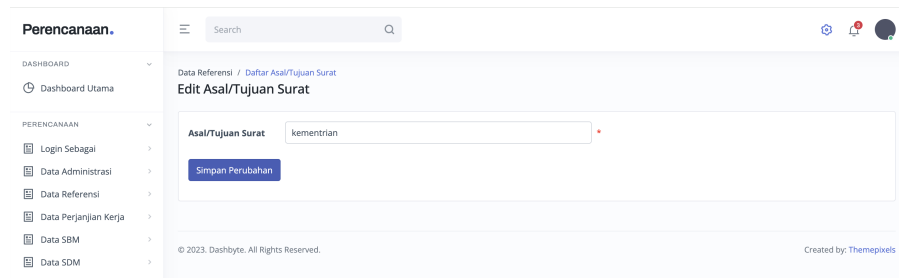 Perencanaan.
Search
3
DASHBOARD
Dashboard Utama
PERENCANAAN
Login Sebagai
Data Administrasi
Data Referensi
Data Perjanjian Kerja
Data SBM
Data SDM
Data Referensi / Daftar Asal/Tujuan Surat
Edit Asal/Tujuan Surat
Asal/Tujuan Surat kementrian *
Simpan Perubahan
© 2023. Dashbyte. All Rights Reserved.
Created by: Themepixels